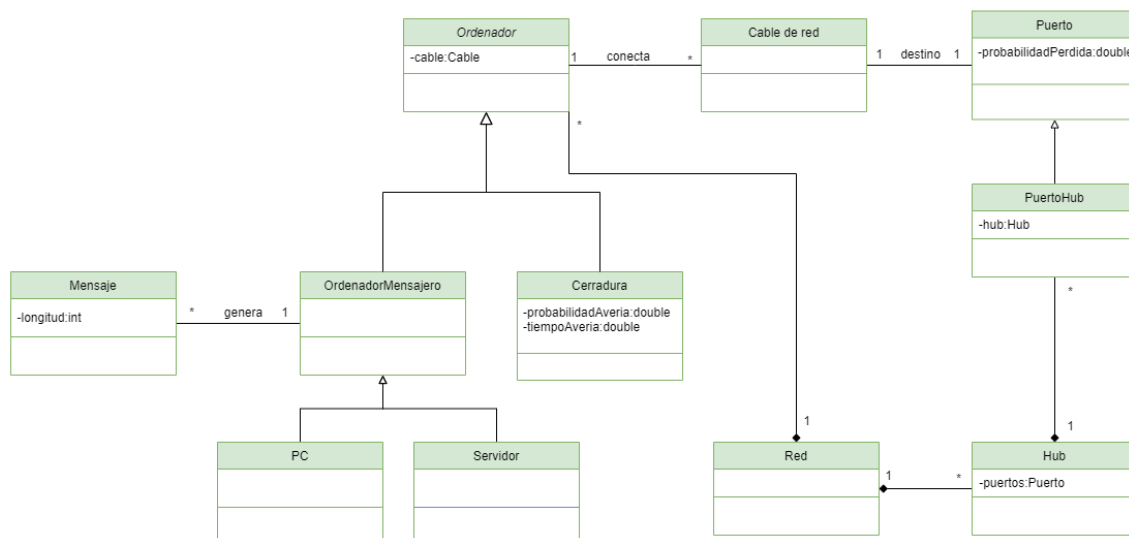 Ordenador
-cable:Cable
1
conecta
*
Cable de red
1
destino
1
Puerto
-probabilidadPerdida:double
*
PuertoHub
-hub:Hub
*
Mensaje
-longitud:int
*
genera
1
OrdenadorMensajero
Cerradura
-probabilidadAveria:double
-tiempoAveria:double
PC
Servidor
1
Red
1
*
1
Hub
-puertos:Puerto